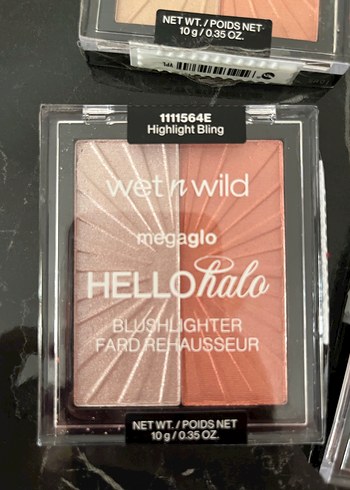 NET WT. / POIDS NET
10 g / 0.35 OZ.
1111564E
Highlight Bling
wet n wild
megaglo
HELLO halo
BLUSHLIGHTER
FARD REHAUSSEUR
NET WT. / POIDS NET
10 g / 0.35 OZ.